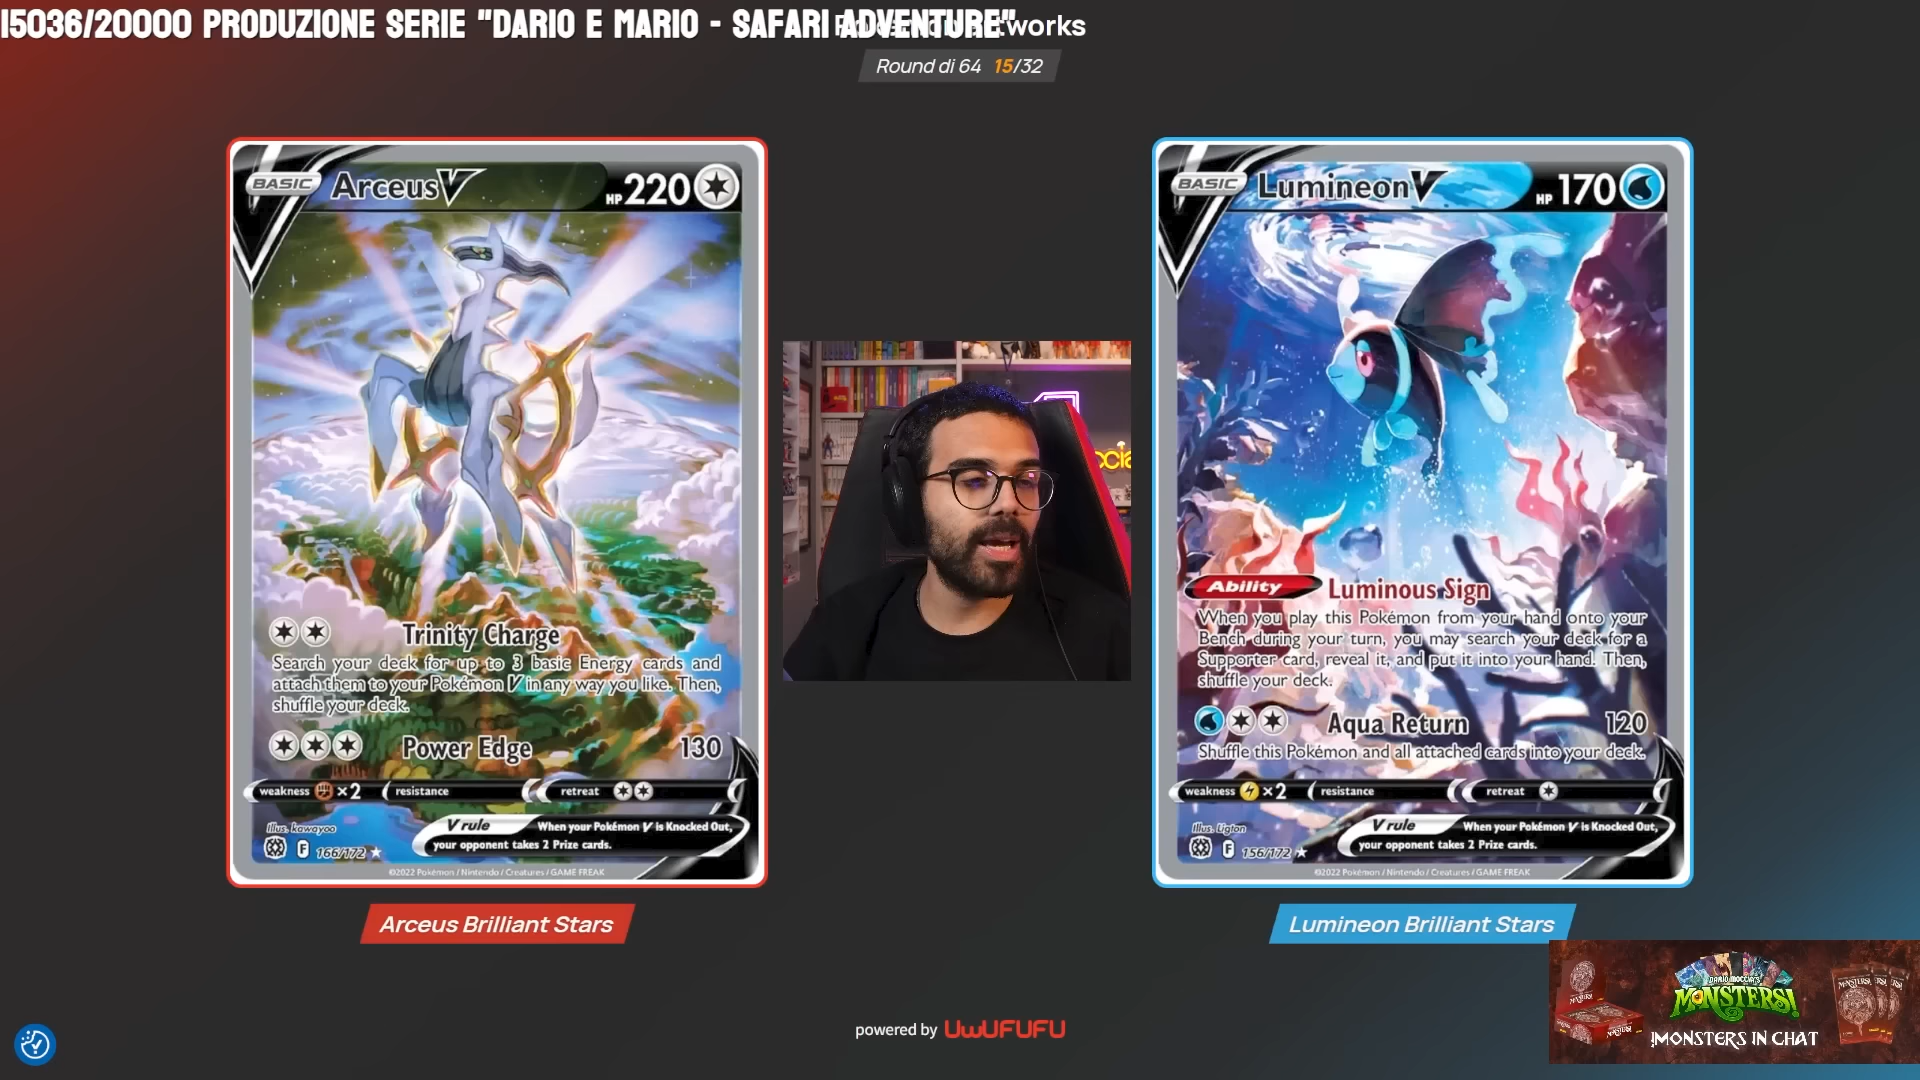 15036/20000 PRODUZIONE SERIE "DARIO E MARIO - SAFARI ADVENTURE"
Round di 64 15/32
BASIC Arceus V HP 220
Trinity Charge
Search your deck for up to 3 basic Energy cards and
attach them to your Pokémon V in any way you like. Then,
shuffle your deck.
Power Edge 130
weakness ×2 resistance retreat
Illus. kawayoo
V rule When your Pokémon V is Knocked Out,
your opponent takes 2 Prize cards.
F 166/172
©2022 Pokémon / Nintendo / Creatures / GAME FREAK
Arceus Brilliant Stars
BASIC Lumineon V HP 170
Ability Luminous Sign
When you play this Pokémon from your hand onto your
Bench during your turn, you may search your deck for a
Supporter card, reveal it, and put it into your hand. Then,
shuffle your deck.
Aqua Return 120
Shuffle this Pokémon and all attached cards into your deck.
weakness ×2 resistance retreat
Illus. Ligton
V rule When your Pokémon V is Knocked Out,
your opponent takes 2 Prize cards.
F 156/172
©2022 Pokémon / Nintendo / Creatures / GAME FREAK
Lumineon Brilliant Stars
DARIO MOCCIA'S
MONSTERS!
!MONSTERS IN CHAT
powered by UwUFUFU